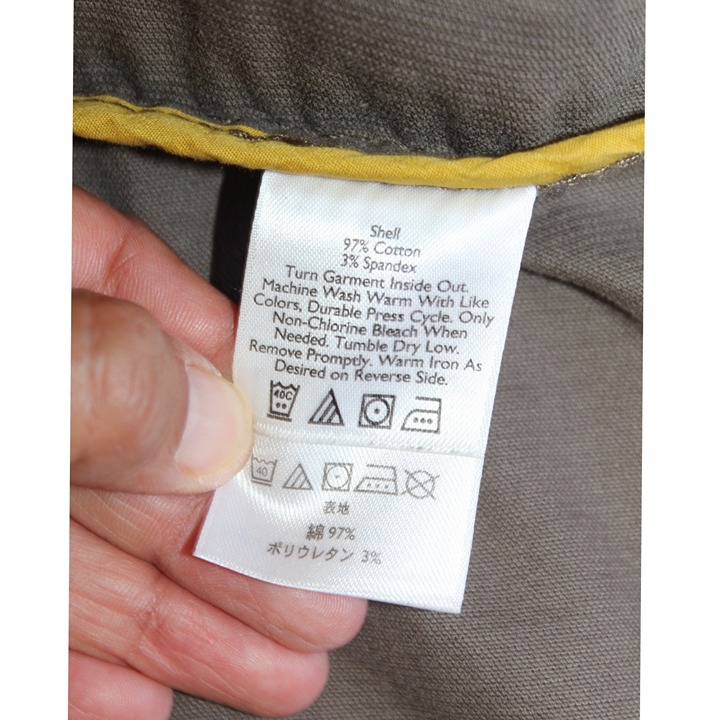 Shell
97% Cotton
3% Spandex
Turn Garment Inside Out.
Machine Wash Warm With Like
Colors, Durable Press Cycle. Only
Non-Chlorine Bleach When
Needed. Tumble Dry Low.
Remove Promptly. Warm Iron As
Desired on Reverse Side.
40C
40
表地
綿 97%
ポリウレタン 3%